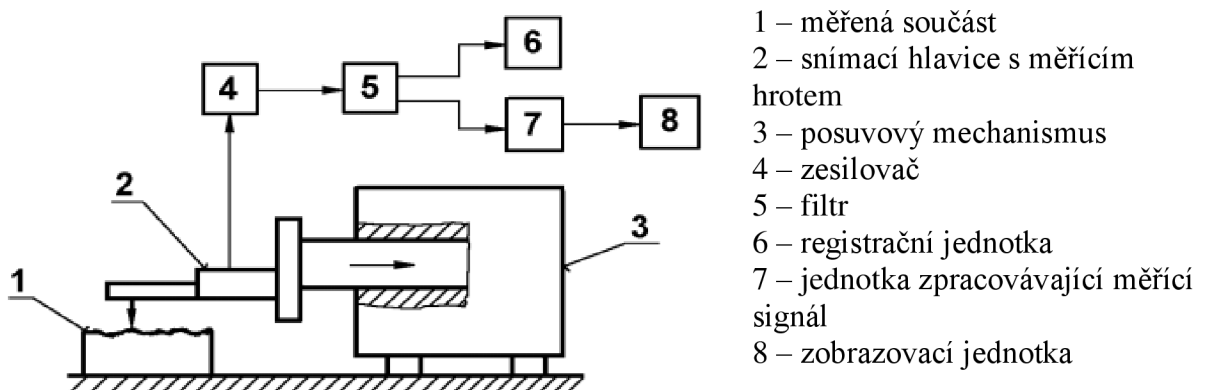 6
4
5
7
8
2
3
1
1 – měřená součást
2 – snímací hlavice s měřícím
hrotem
3 – posuvový mechanismus
4 – zesilovač
5 – filtr
6 – registrační jednotka
7 – jednotka zpracovávající měřící
signál
8 – zobrazovací jednotka